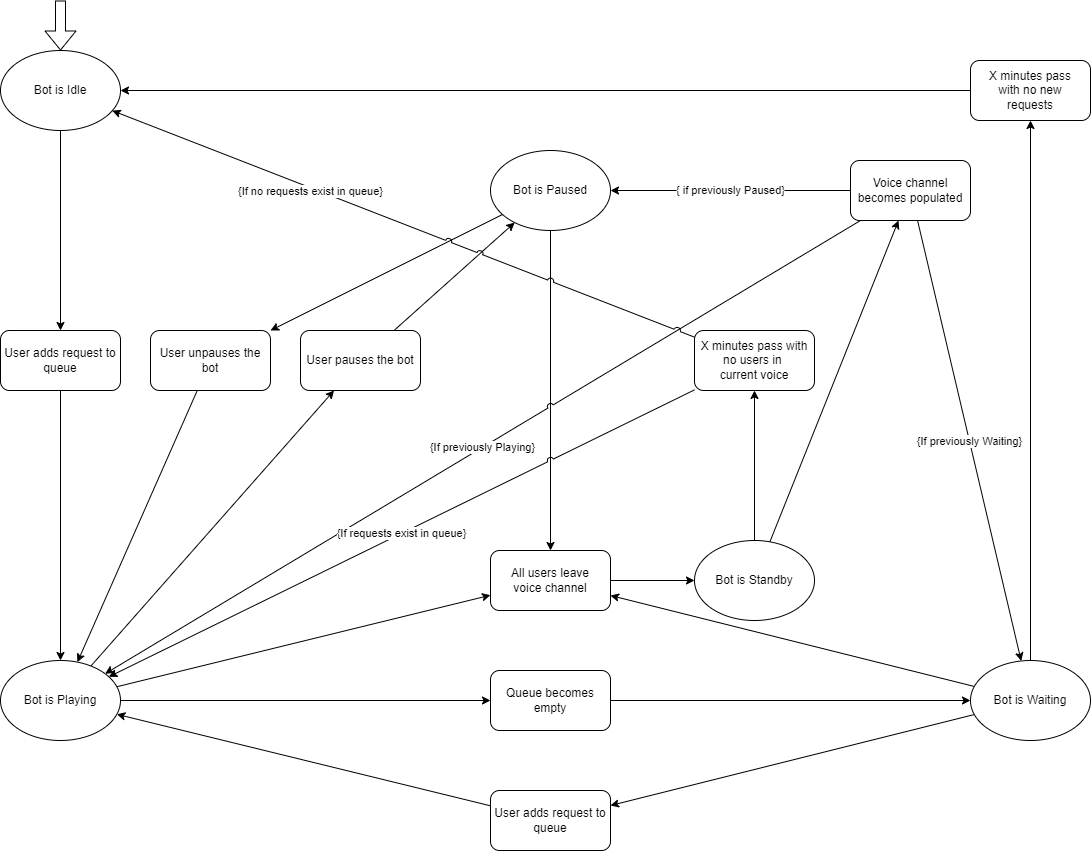 Bot is Idle
X minutes pass
with no new
requests
{If no requests exist in queue}
Bot is Paused
{ if previously Paused}
Voice channel
becomes populated
User adds request to
queue
User unpauses the
bot
User pauses the bot
X minutes pass with
no users in
current voice
{If previously Playing}
{If previously Waiting}
{If requests exist in queue}
All users leave
voice channel
Bot is Standby
Bot is Playing
Queue becomes
empty
Bot is Waiting
User adds request to
queue